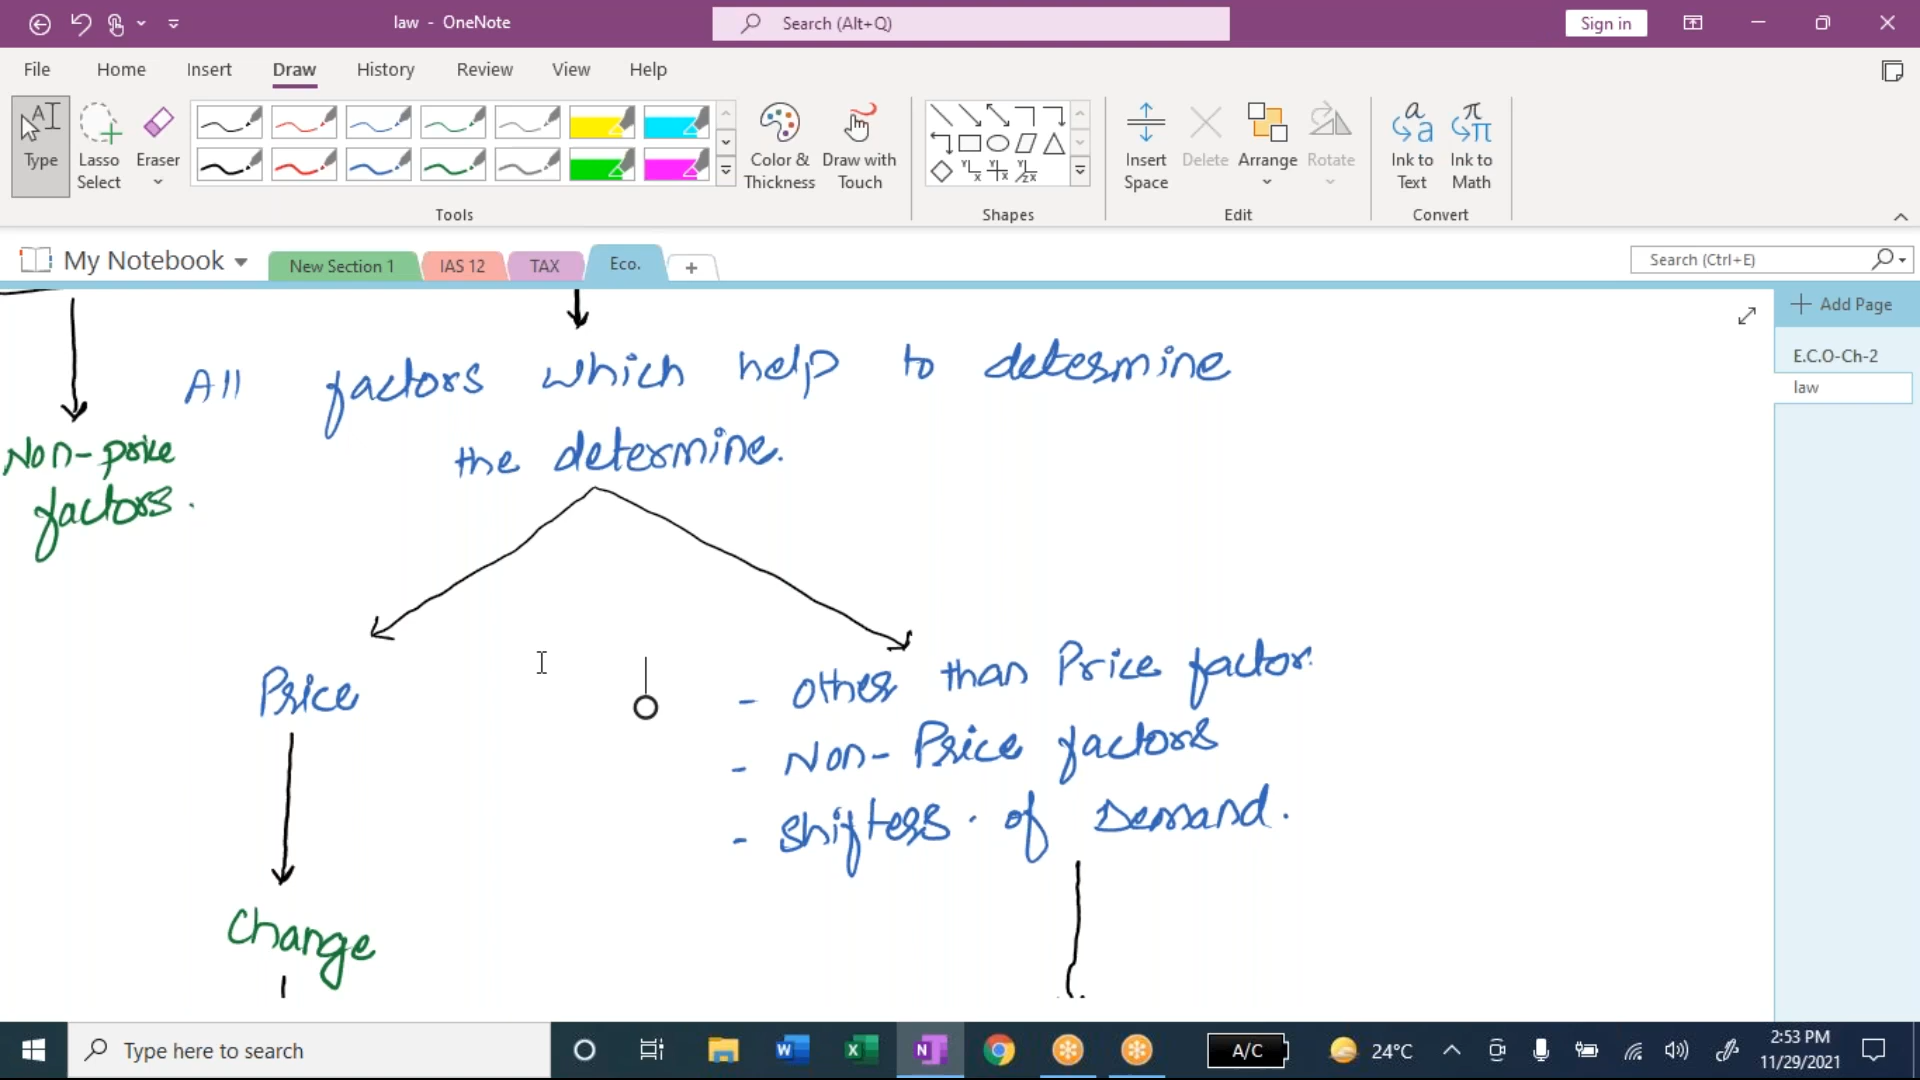 law - OneNote
Search (Alt+Q)
Sign in
File Home Insert Draw History Review View Help
Type
Lasso Select
Eraser
Color & Thickness
Draw with Touch
Insert Space
Delete
Arrange
Rotate
Ink to Text
Ink to Math
Tools
Shapes
Edit
Convert
My Notebook
New Section 1
IAS 12
TAX
Eco.
Search (Ctrl+E)
Add Page
E.C.O-Ch-2
law
All factors which help to determine
the determine.
Non-price
factors.
Price
- other than Price factor.
- Non-Price factors
- Shifters. of Demand.
Change
Type here to search
A/C
24°C
2:53 PM
11/29/2021